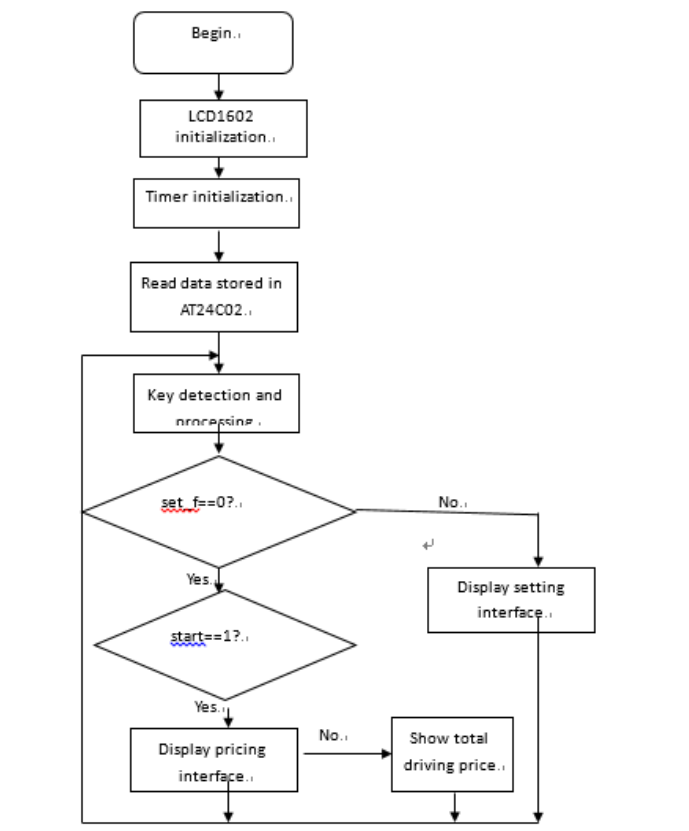 Begin.
LCD1602
initialization.
Timer initialization.
Read data stored in
AT24C02.
Key detection and
processing.
set_f==0?.
No.
Yes.
Display setting
interface.
start==1?.
Yes.
Display pricing
interface.
No.
Show total
driving price.